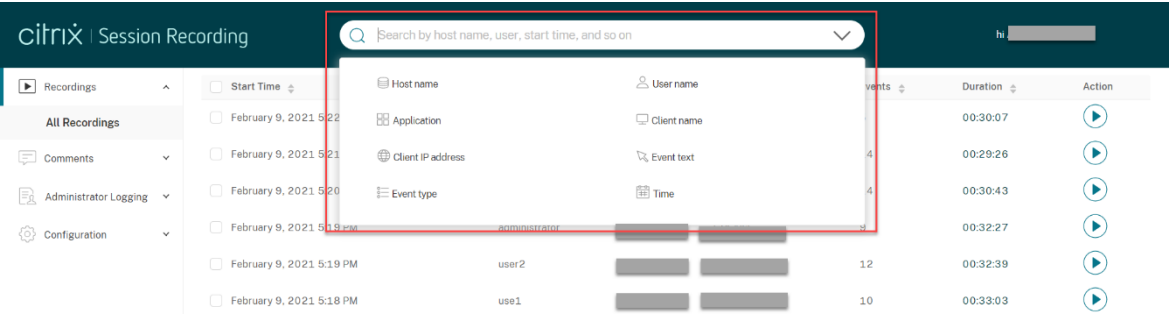 citrix | Session Recording
Search by host name, user, start time, and so on
hi
Recordings
All Recordings
Comments
Administrator Logging
Configuration
Host name
User name
Application
Client name
Client IP address
Event text
Event type
Time
Start Time
Duration
Action
February 9, 2021 5:22
00:30:07
February 9, 2021 5:21
4
00:29:26
February 9, 2021 5:20
4
00:30:43
February 9, 2021 5:19 PM
administrator
00:32:27
February 9, 2021 5:19 PM
user2
12
00:32:39
February 9, 2021 5:18 PM
use1
10
00:33:03